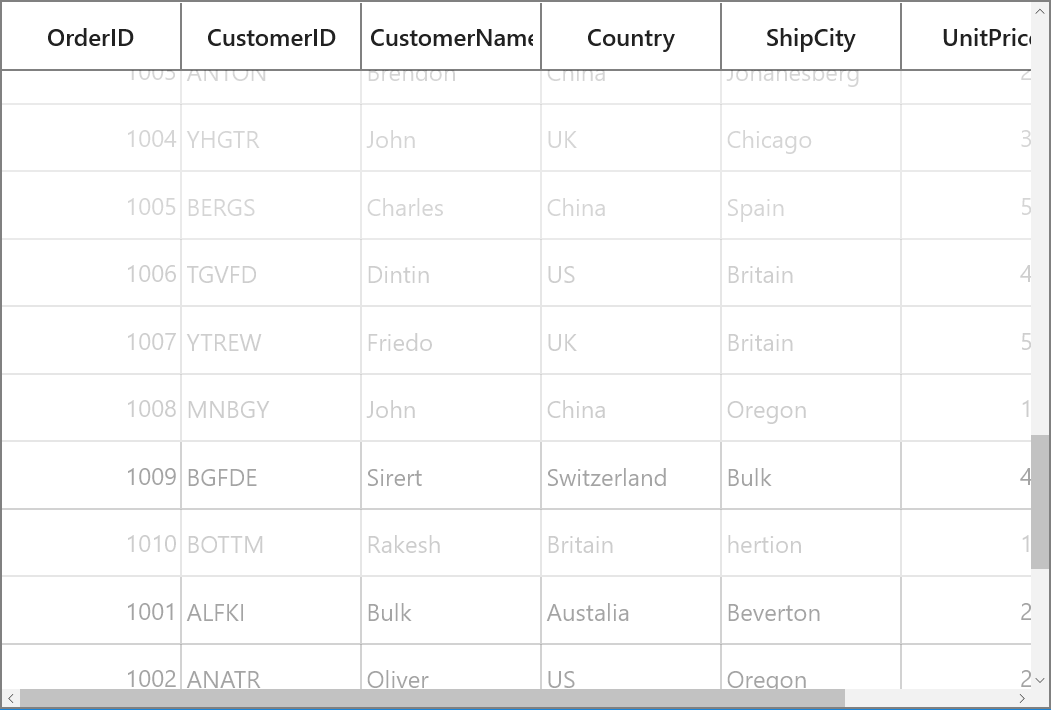 OrderID CustomerID CustomerName Country ShipCity UnitPric
1003 ANTON Brendon China Johanesberg 2
1004 YHGTR John UK Chicago 3
1005 BERGS Charles China Spain 5
1006 TGVFD Dintin US Britain 4
1007 YTREW Friedo UK Britain 5
1008 MNBGY John China Oregon 1
1009 BGFDE Sirert Switzerland Bulk 4
1010 BOTTM Rakesh Britain hertion 1
1001 ALFKI Bulk Austalia Beverton 2
1002 ANATR Oliver US Oregon 2